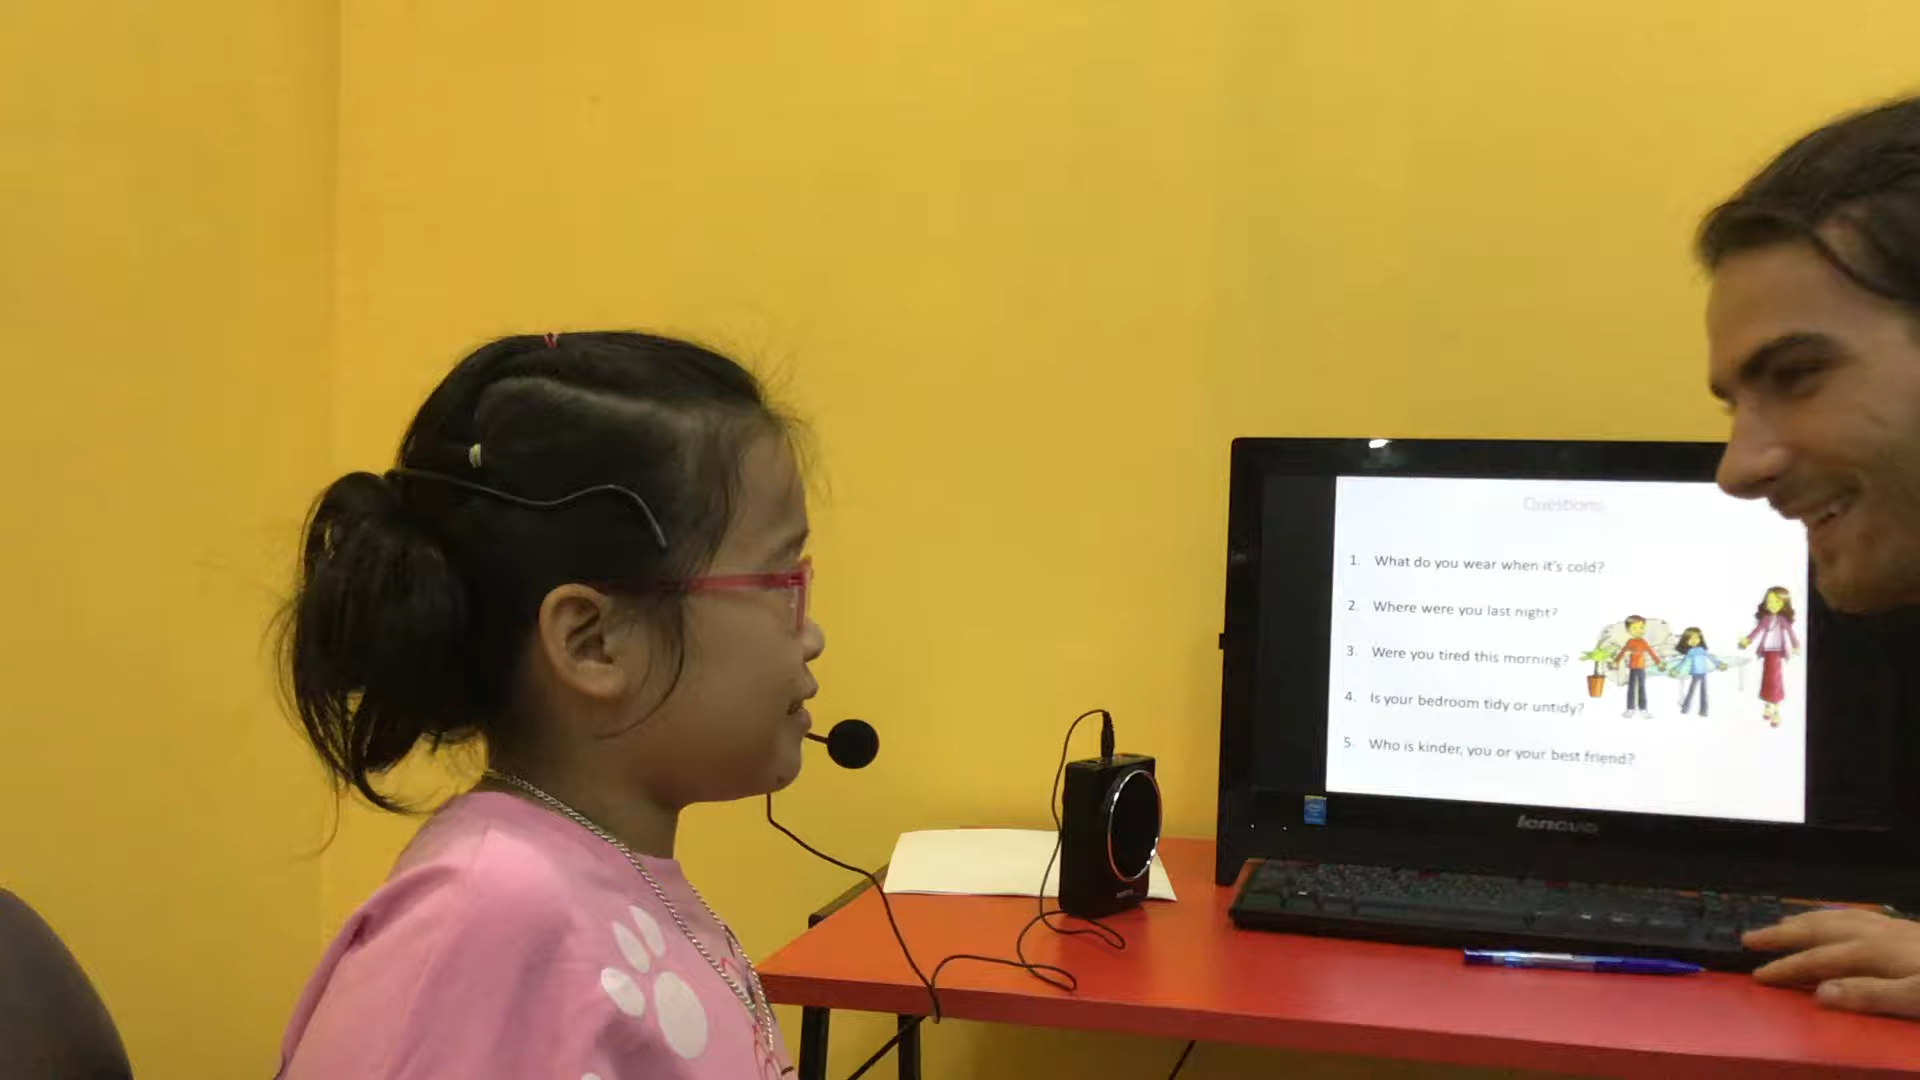 Questions
1. What do you wear when it's cold?
2. Where were you last night?
3. Were you tired this morning?
4. Is your bedroom tidy or untidy?
5. Who is kinder, you or your best friend?
lenovo